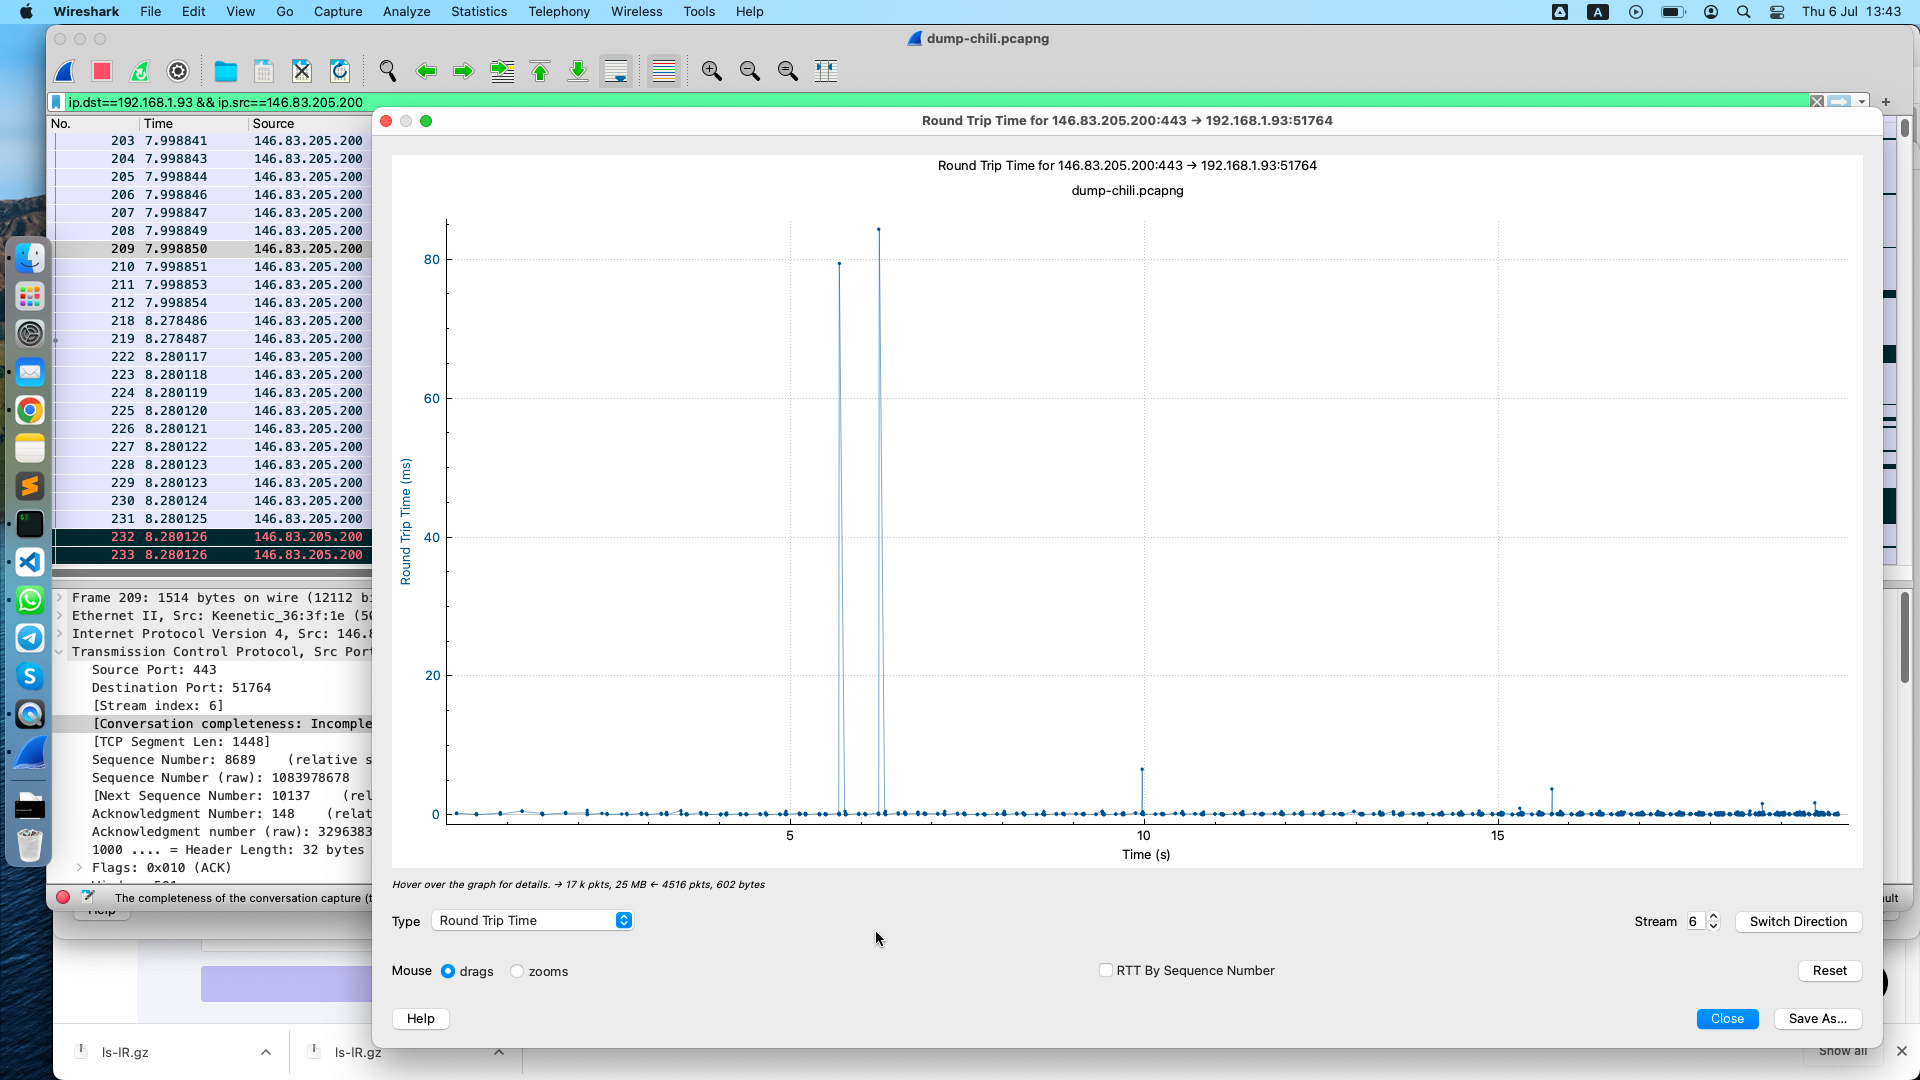 Wireshark File Edit View Go Capture Analyze Statistics Telephony Wireless Tools Help A Thu 6 Jul 13:43
dump-chili.pcapng
ip.dst==192.168.1.93 && ip.src==146.83.205.200
No. Time Source
203 7.998841 146.83.205.200
204 7.998843 146.83.205.200
205 7.998844 146.83.205.200
206 7.998846 146.83.205.200
207 7.998847 146.83.205.200
208 7.998849 146.83.205.200
209 7.998850 146.83.205.200
210 7.998851 146.83.205.200
211 7.998853 146.83.205.200
212 7.998854 146.83.205.200
218 8.278486 146.83.205.200
219 8.278487 146.83.205.200
222 8.280117 146.83.205.200
223 8.280118 146.83.205.200
224 8.280119 146.83.205.200
225 8.280120 146.83.205.200
226 8.280121 146.83.205.200
227 8.280122 146.83.205.200
228 8.280123 146.83.205.200
229 8.280123 146.83.205.200
230 8.280124 146.83.205.200
231 8.280125 146.83.205.200
232 8.280126 146.83.205.200
233 8.280126 146.83.205.200
Frame 209: 1514 bytes on wire (12112 bi
Ethernet II, Src: Keenetic_36:3f:1e (50
Internet Protocol Version 4, Src: 146.8
Transmission Control Protocol, Src Port
Source Port: 443
Destination Port: 51764
[Stream index: 6]
[Conversation completeness: Incomple
[TCP Segment Len: 1448]
Sequence Number: 8689 (relative s
Sequence Number (raw): 1083978678
[Next Sequence Number: 10137 (rel
Acknowledgment Number: 148 (relat
Acknowledgment number (raw): 3296383
1000 .... = Header Length: 32 bytes
Flags: 0x010 (ACK)
The completeness of the conversation capture (t
ult
Help
Round Trip Time for 146.83.205.200:443 → 192.168.1.93:51764
Round Trip Time for 146.83.205.200:443 → 192.168.1.93:51764
dump-chili.pcapng
Round Trip Time (ms)
80
60
40
20
0
5 10 15
Time (s)
Hover over the graph for details. → 17 k pkts, 25 MB ← 4516 pkts, 602 bytes
Type Round Trip Time Stream 6 Switch Direction
Mouse drags zooms RTT By Sequence Number Reset
Help Close Save As...
ls-lR.gz ls-lR.gz Show all